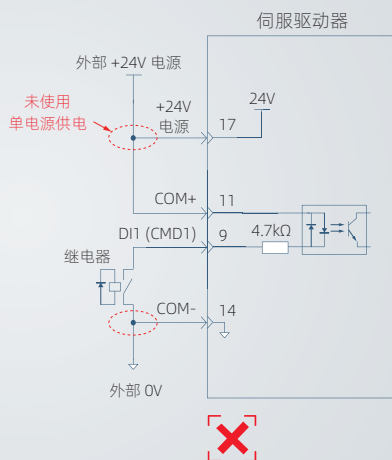 伺服驱动器
外部 +24V 电源
未使用
单电源供电
+24V
电源
17
24V
COM+
11
DI1 (CMD1)
9
4.7kΩ
继电器
COM-
14
外部 0V